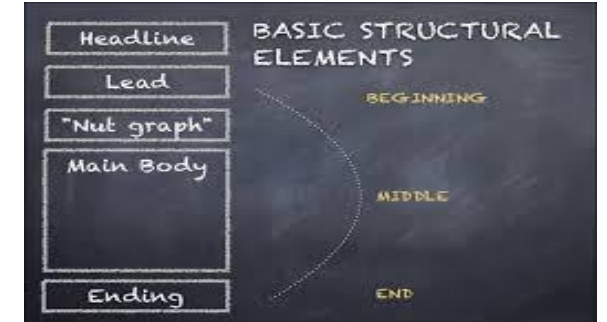 Headline
Lead
"Nut graph"
Main Body
Ending
BASIC STRUCTURAL
ELEMENTS
BEGINNING
MIDDLE
END